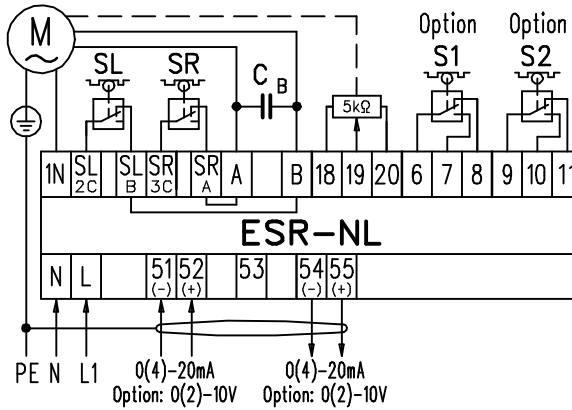 Option Option
M SL SR C B S1 S2
5kΩ
1N SL 2C SL B SR 3C SR A A B 18 19 20 6 7 8 9 10 11
ESR-NL
N L 51 (-) 52 (+) 53 54 (-) 55 (+)
PE N L1 0(4)-20mA 0(4)-20mA
Option: 0(2)-10V Option: 0(2)-10V